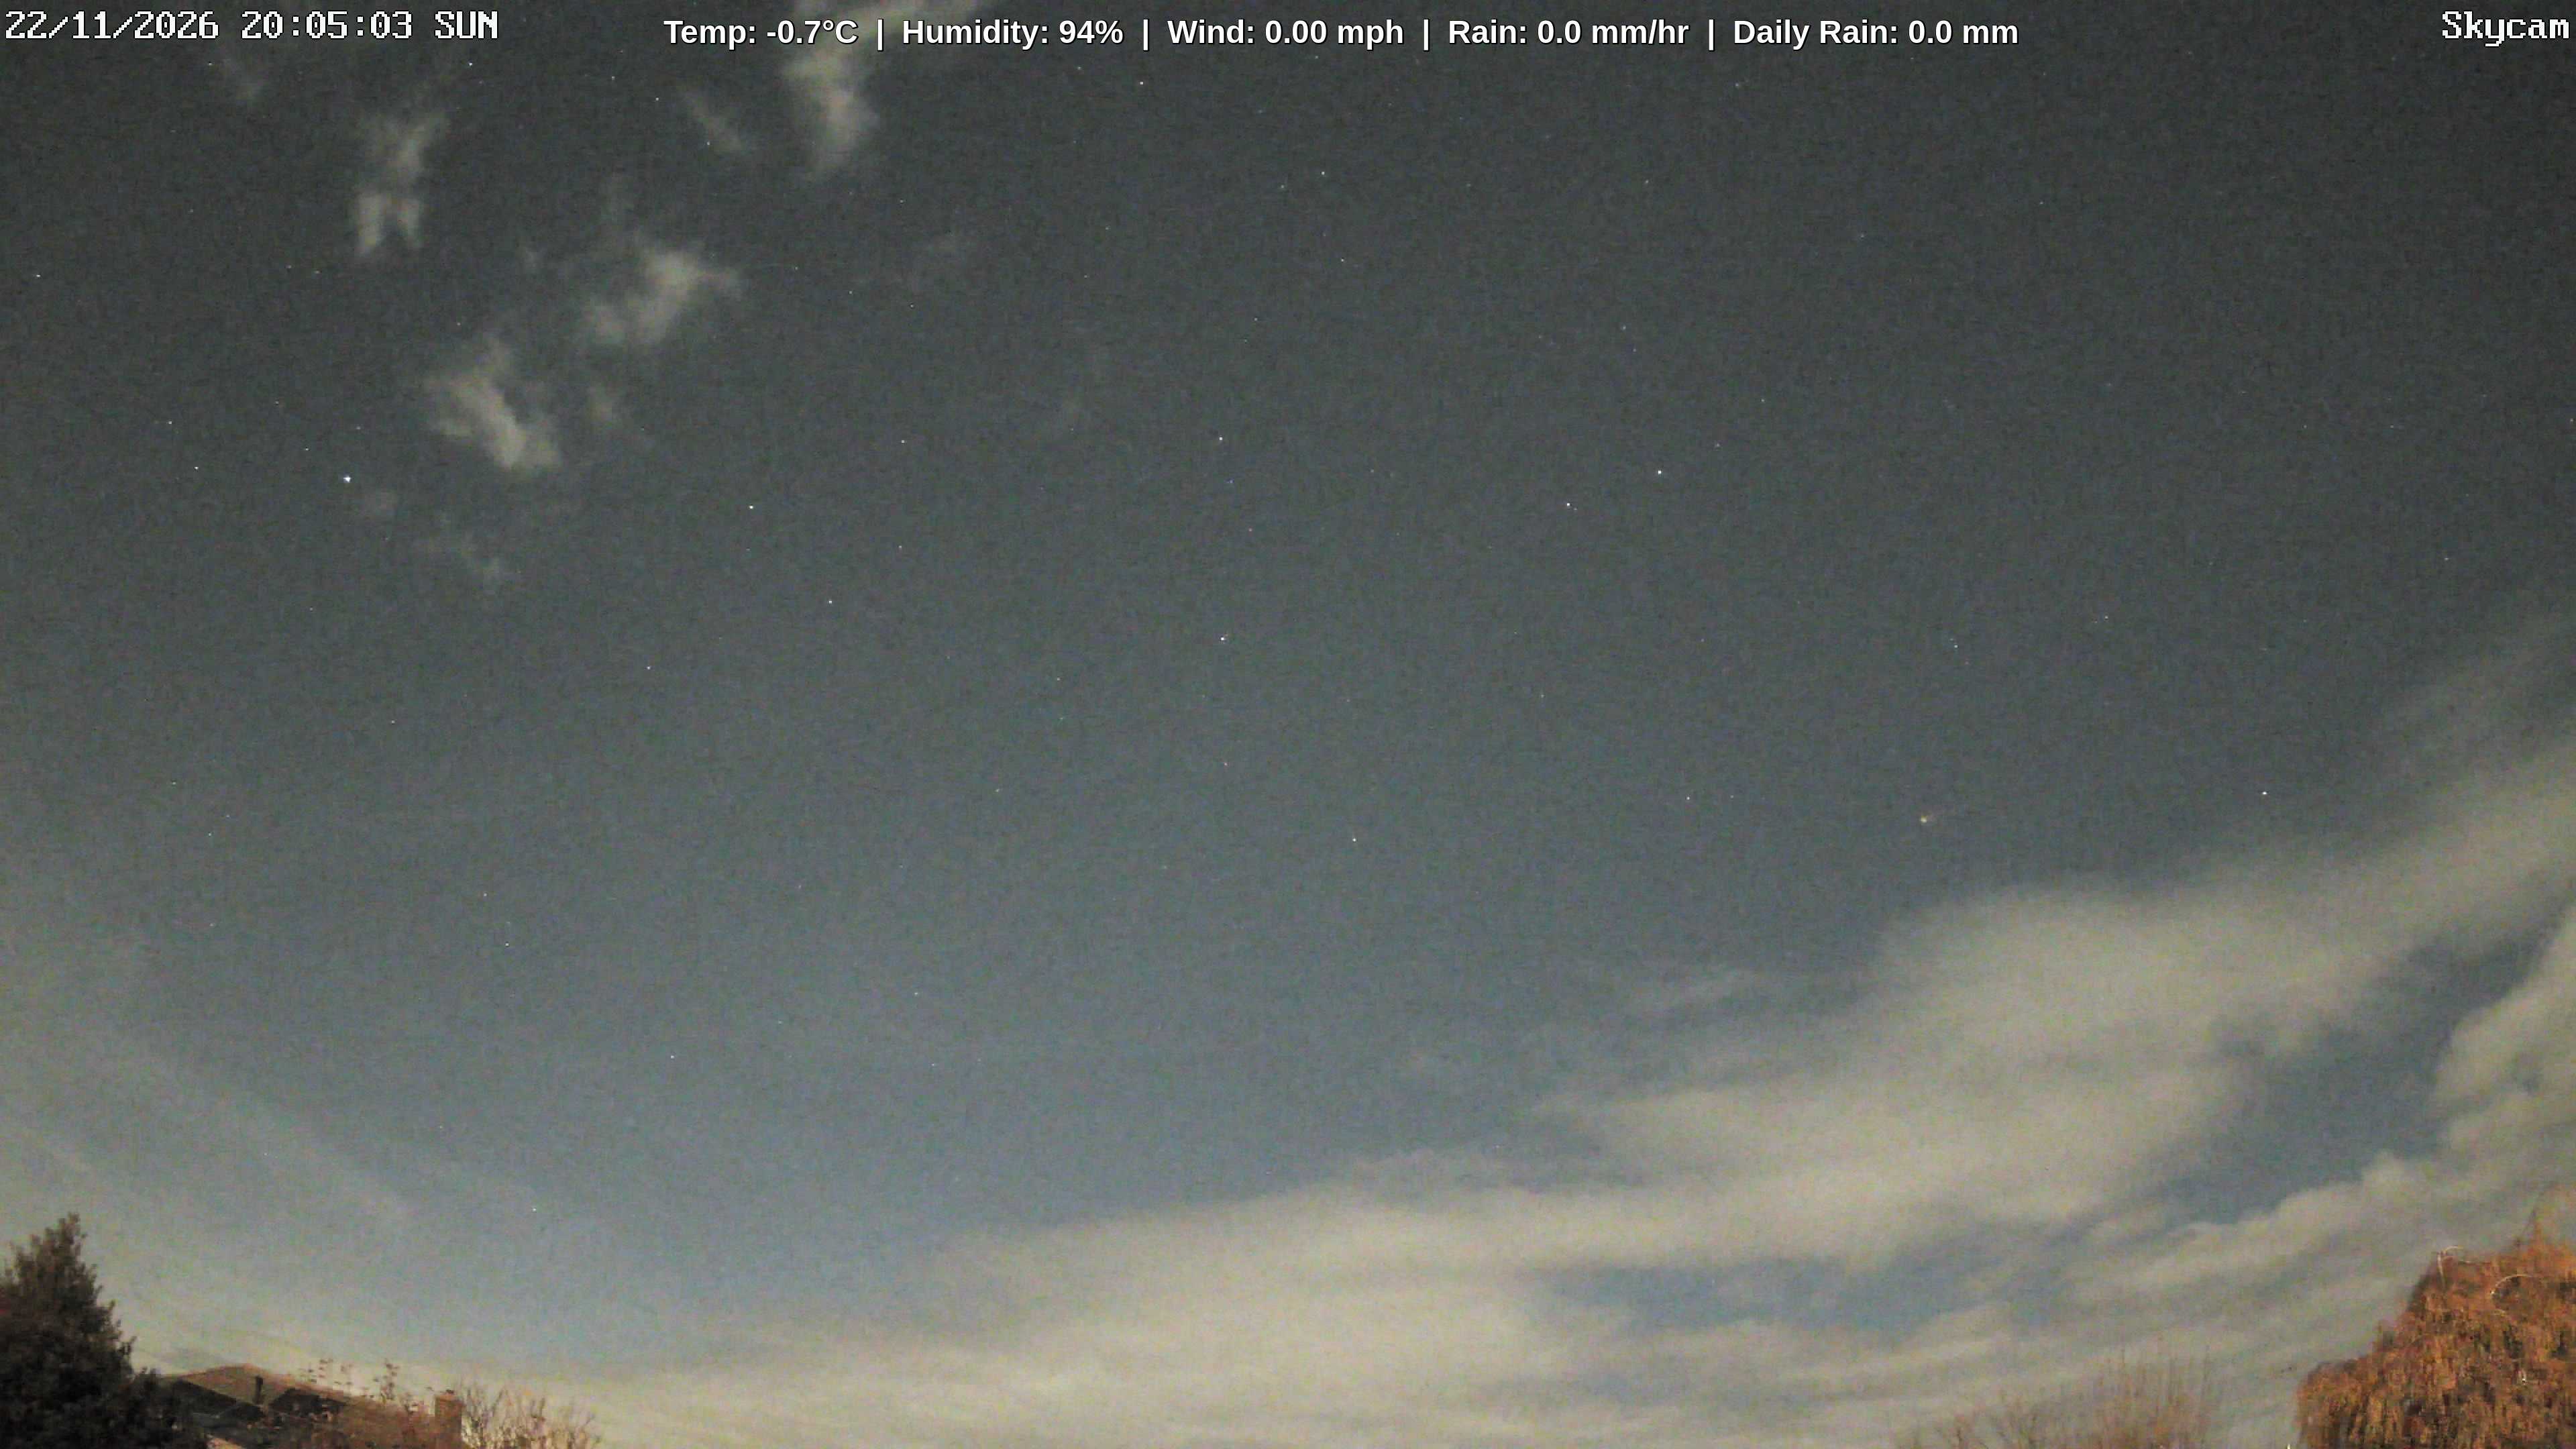 22/11/2026 20:05:03 SUN
Temp: -0.7°C | Humidity: 94% | Wind: 0.00 mph | Rain: 0.0 mm/hr | Daily Rain: 0.0 mm
Skycam